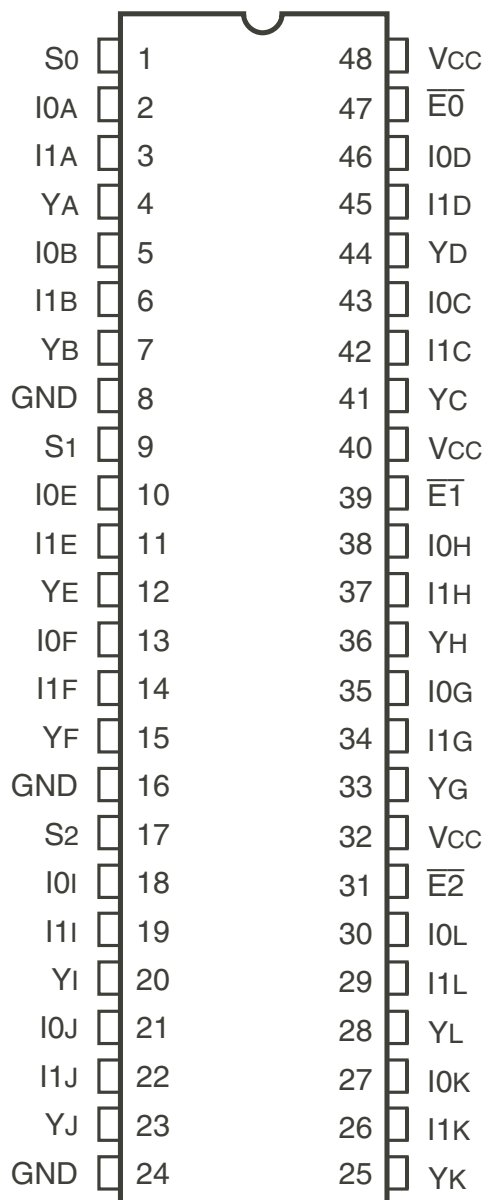 S0 1 48 VCC
I0A 2 47 E0
I1A 3 46 I0D
YA 4 45 I1D
I0B 5 44 YD
I1B 6 43 I0C
YB 7 42 I1C
GND 8 41 YC
S1 9 40 VCC
I0E 10 39 E1
I1E 11 38 I0H
YE 12 37 I1H
I0F 13 36 YH
I1F 14 35 I0G
YF 15 34 I1G
GND 16 33 YG
S2 17 32 VCC
I0I 18 31 E2
I1I 19 30 I0L
YI 20 29 I1L
I0J 21 28 YL
I1J 22 27 I0K
YJ 23 26 I1K
GND 24 25 YK